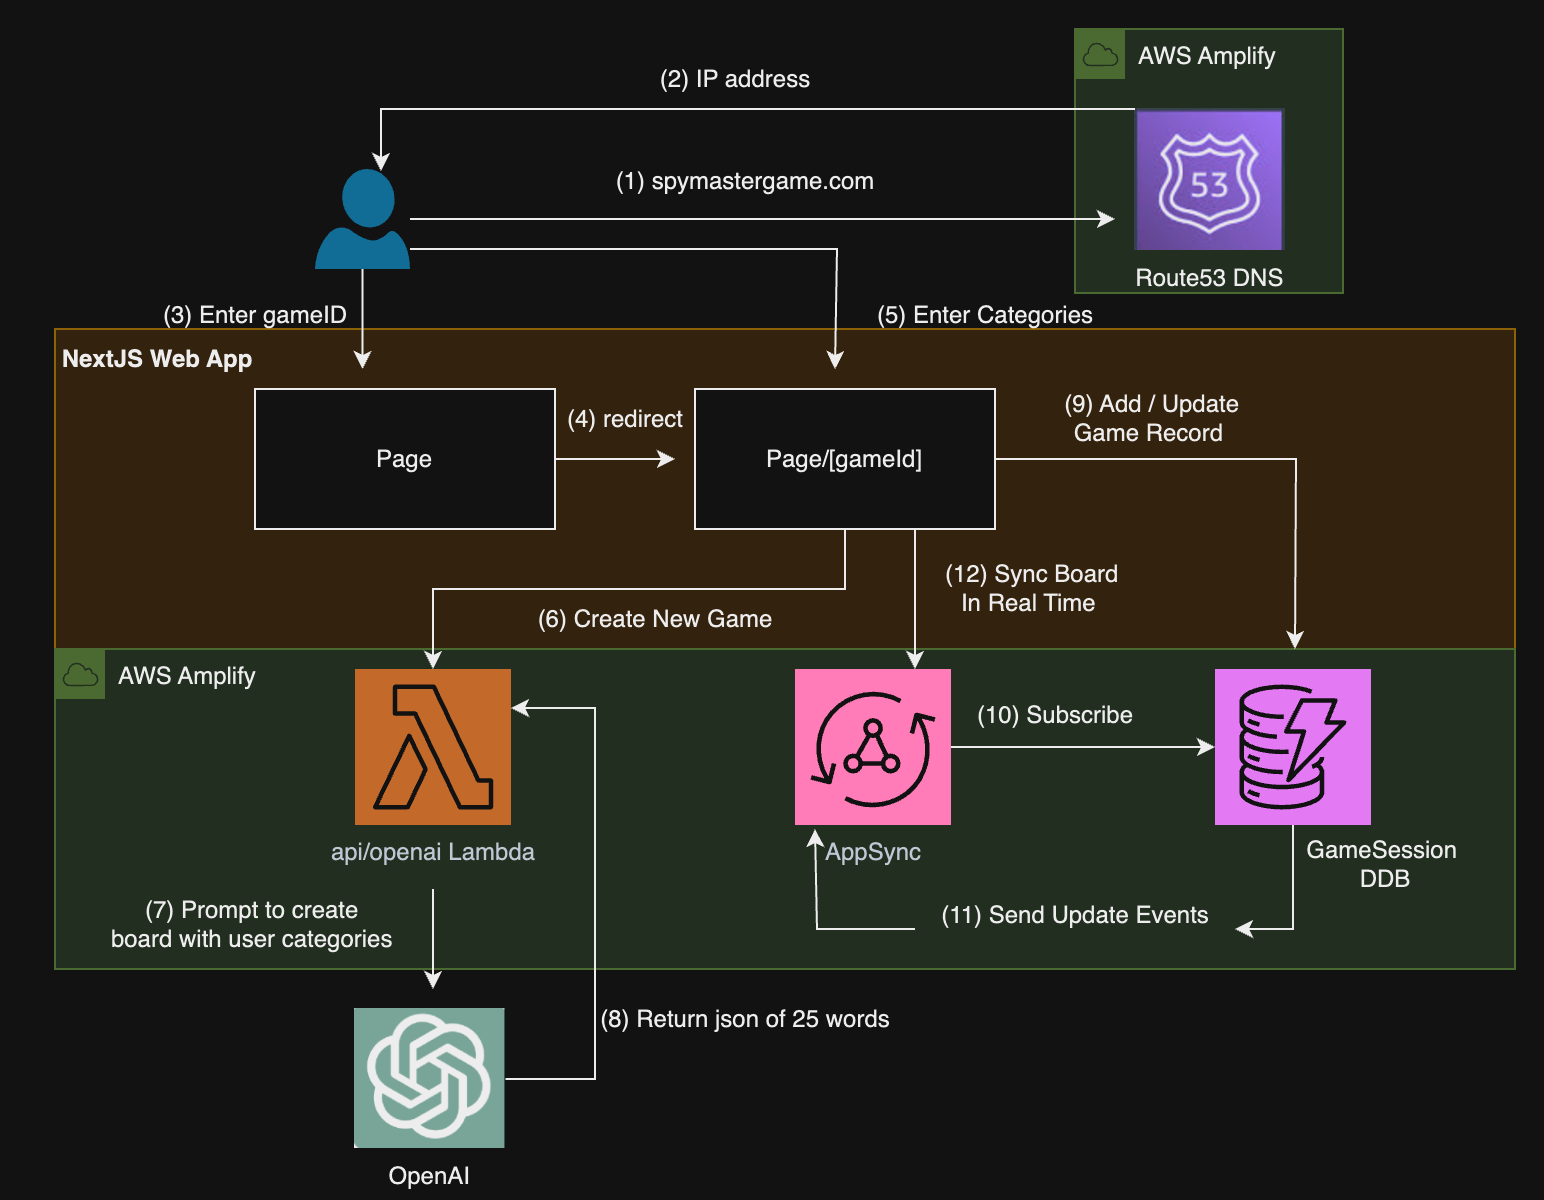 AWS Amplify
(2) IP address
(1) spymastergame.com
53
Route53 DNS
(3) Enter gameID
(5) Enter Categories
NextJS Web App
(9) Add / Update
Game Record
(4) redirect
Page
Page/[gameId]
(12) Sync Board
In Real Time
(6) Create New Game
AWS Amplify
(10) Subscribe
api/openai Lambda
AppSync
GameSession
DDB
(7) Prompt to create
board with user categories
(11) Send Update Events
(8) Return json of 25 words
OpenAI